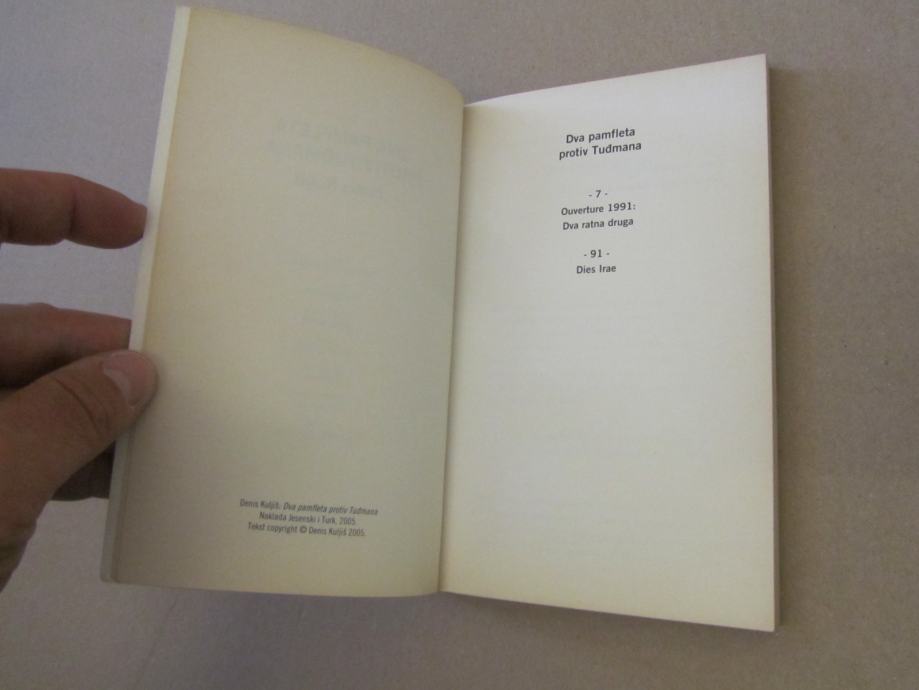 Denis Kuljiš: Dva pamfleta protiv Tuđmana
Naklada Jesenski i Turk, 2005.
Tekst copyright © Denis Kuljiš 2005.
Dva pamfleta
protiv Tuđmana
- 7 -
Ouverture 1991:
Dva ratna druga
- 91 -
Dies Irae